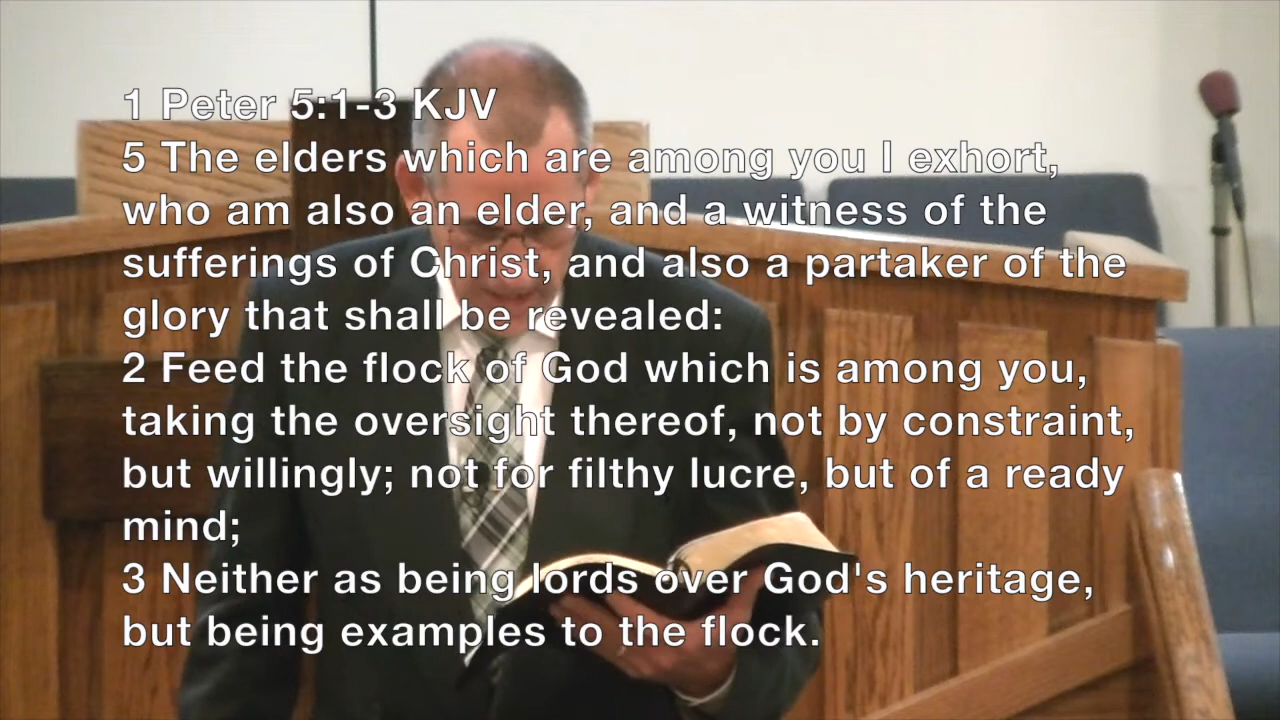 1 Peter 5:1-3 KJV
5 The elders which are among you I exhort,
who am also an elder, and a witness of the
sufferings of Christ, and also a partaker of the
glory that shall be revealed:
2 Feed the flock of God which is among you,
taking the oversight thereof, not by constraint,
but willingly; not for filthy lucre, but of a ready
mind;
3 Neither as being lords over God's heritage,
but being examples to the flock.